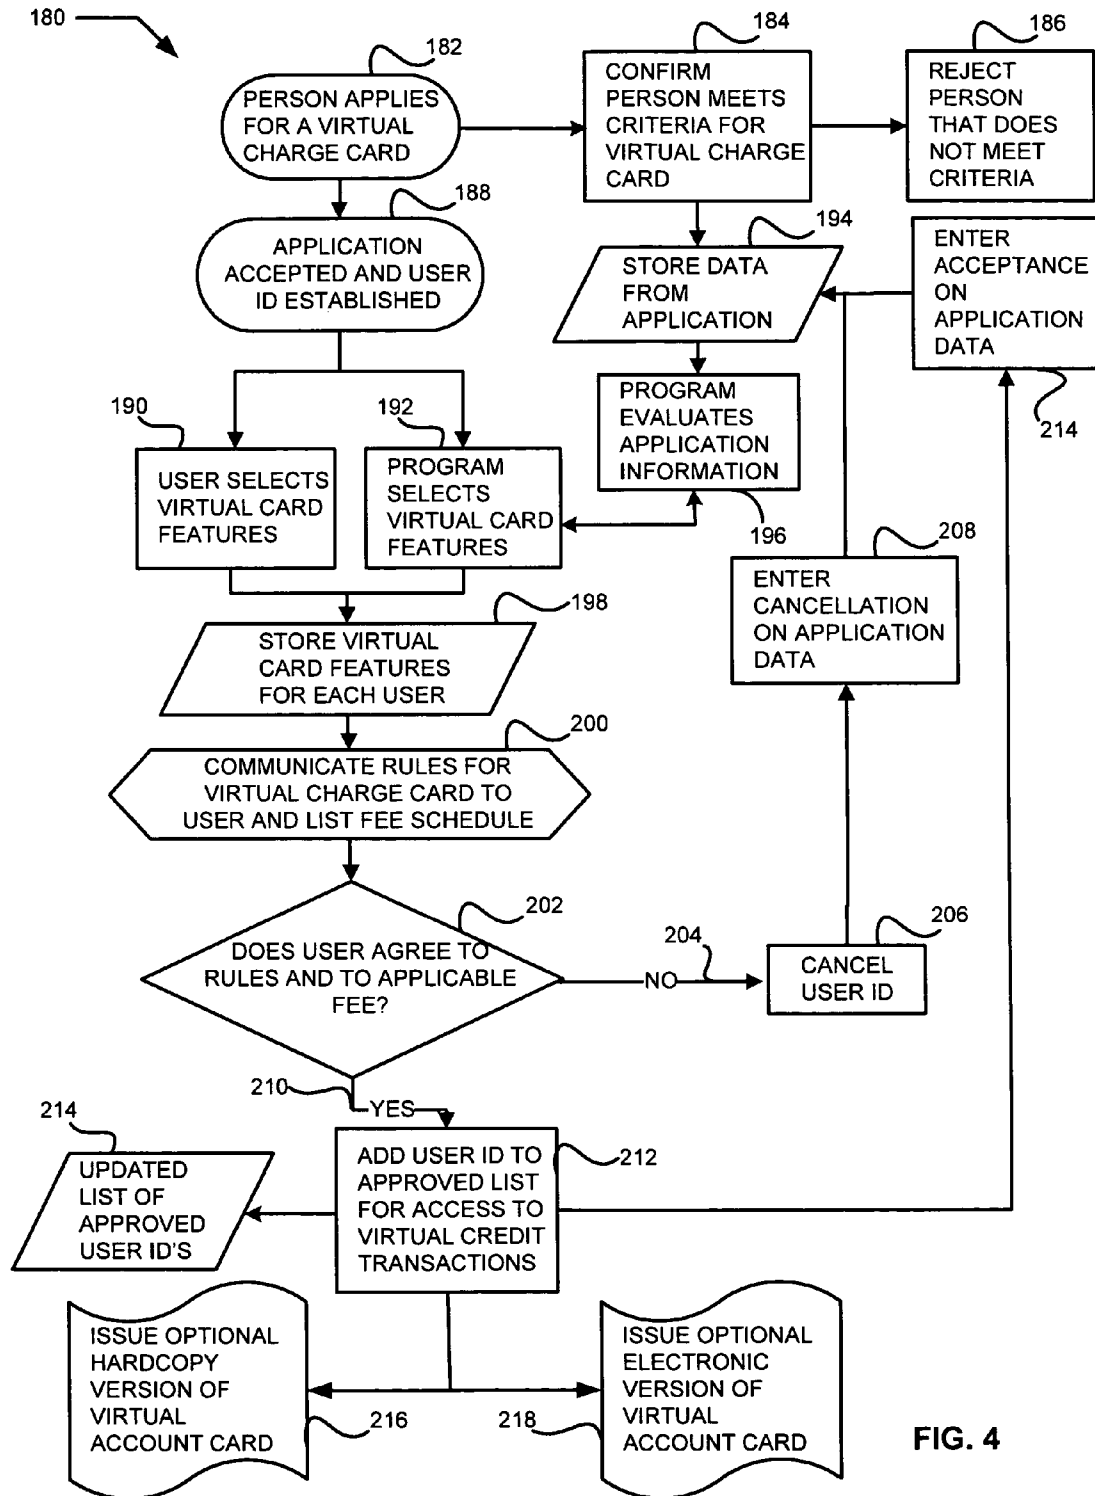 180
182
PERSON APPLIES
FOR A VIRTUAL
CHARGE CARD
184
CONFIRM
PERSON MEETS
CRITERIA FOR
VIRTUAL CHARGE
CARD
186
REJECT
PERSON
THAT DOES
NOT MEET
CRITERIA
188
APPLICATION
ACCEPTED AND USER
ID ESTABLISHED
194
STORE DATA
FROM
APPLICATION
ENTER
ACCEPTANCE
ON
APPLICATION
DATA
214
190
USER SELECTS
VIRTUAL CARD
FEATURES
192
PROGRAM
SELECTS
VIRTUAL CARD
FEATURES
PROGRAM
EVALUATES
APPLICATION
INFORMATION
196
208
ENTER
CANCELLATION
ON APPLICATION
DATA
198
STORE VIRTUAL
CARD FEATURES
FOR EACH USER
200
COMMUNICATE RULES FOR
VIRTUAL CHARGE CARD TO
USER AND LIST FEE SCHEDULE
202
DOES USER AGREE TO
RULES AND TO APPLICABLE
FEE?
204
NO
206
CANCEL
USER ID
210
YES
214
UPDATED
LIST OF
APPROVED
USER ID'S
212
ADD USER ID TO
APPROVED LIST
FOR ACCESS TO
VIRTUAL CREDIT
TRANSACTIONS
ISSUE OPTIONAL
HARDCOPY
VERSION OF
VIRTUAL
ACCOUNT CARD
216
218
ISSUE OPTIONAL
ELECTRONIC
VERSION OF
VIRTUAL
ACCOUNT CARD
FIG. 4